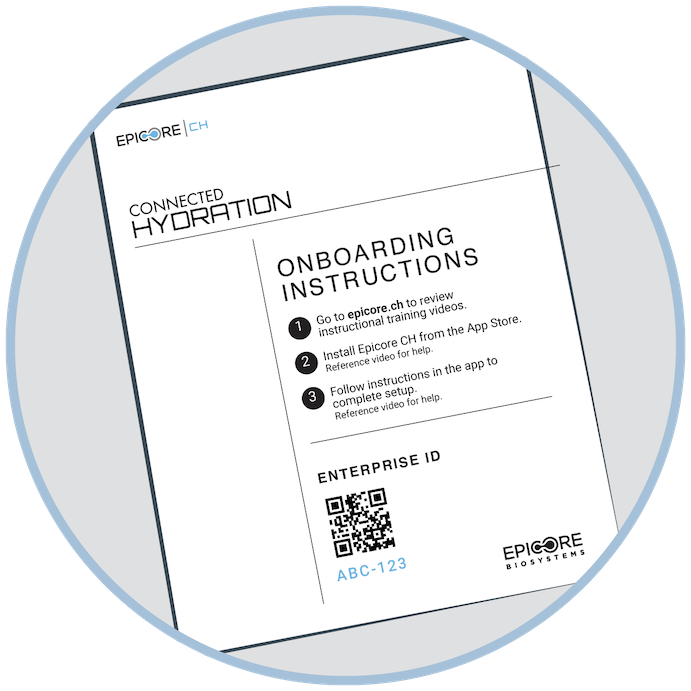 EPICORE | CH
CONNECTED
HYDRATION
ONBOARDING
INSTRUCTIONS
1 Go to epicore.ch to review
instructional training videos.
2 Install Epicore CH from the App Store.
Reference video for help.
3 Follow instructions in the app to
complete setup.
Reference video for help.
ENTERPRISE ID
ABC-123
EPICORE
BIOSYSTEMS